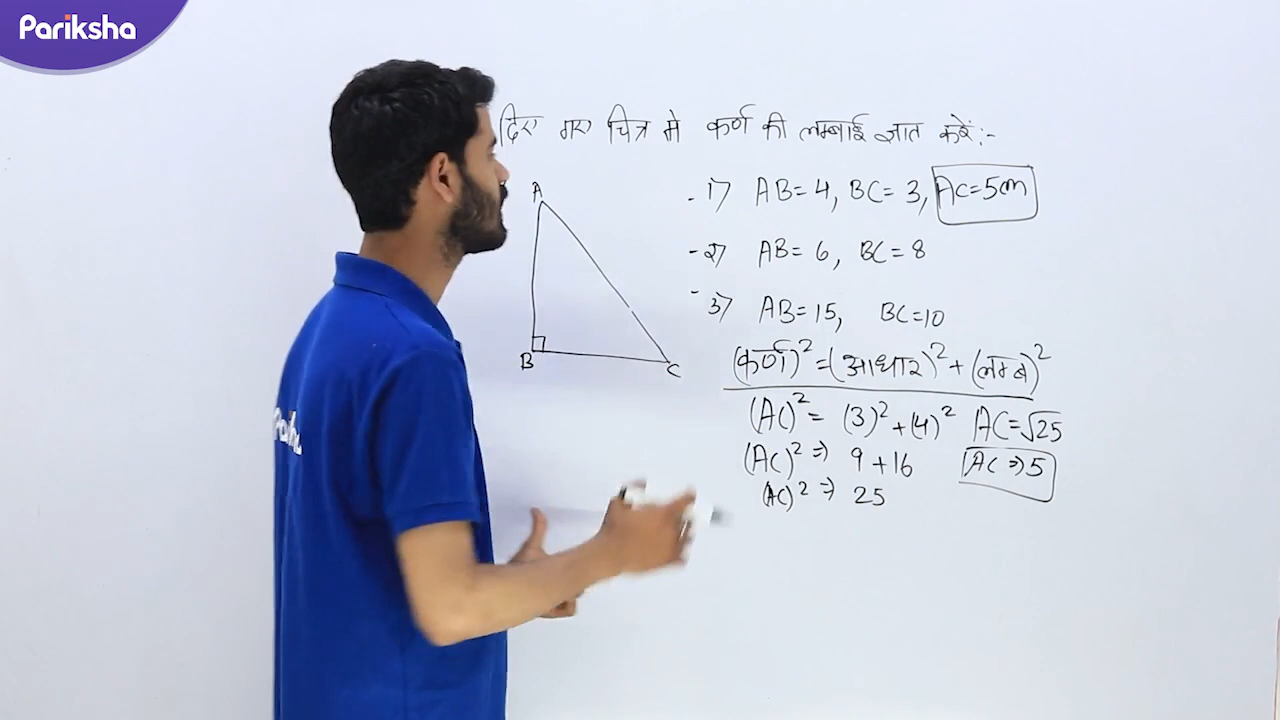 Pariksha
दिए गए चित्र मे कर्ण की लम्बाई ज्ञात करें:-
A
B
C
1) AB=4, BC=3, AC=5cm
2) AB=6, BC=8
3) AB=15, BC=10
(कर्ण)²=(आधार)²+(लम्ब)²
(AC)²= (3)²+(4)² AC=√25
(AC)²⇒ 9+16 AC⇒5
(AC)²⇒ 25